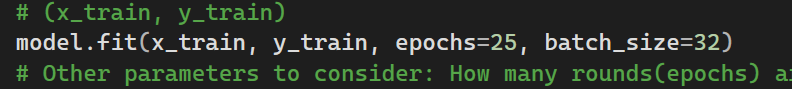 # (x_train, y_train)
model.fit(x_train, y_train, epochs=25, batch_size=32)
# Other parameters to consider: How many rounds(epochs)